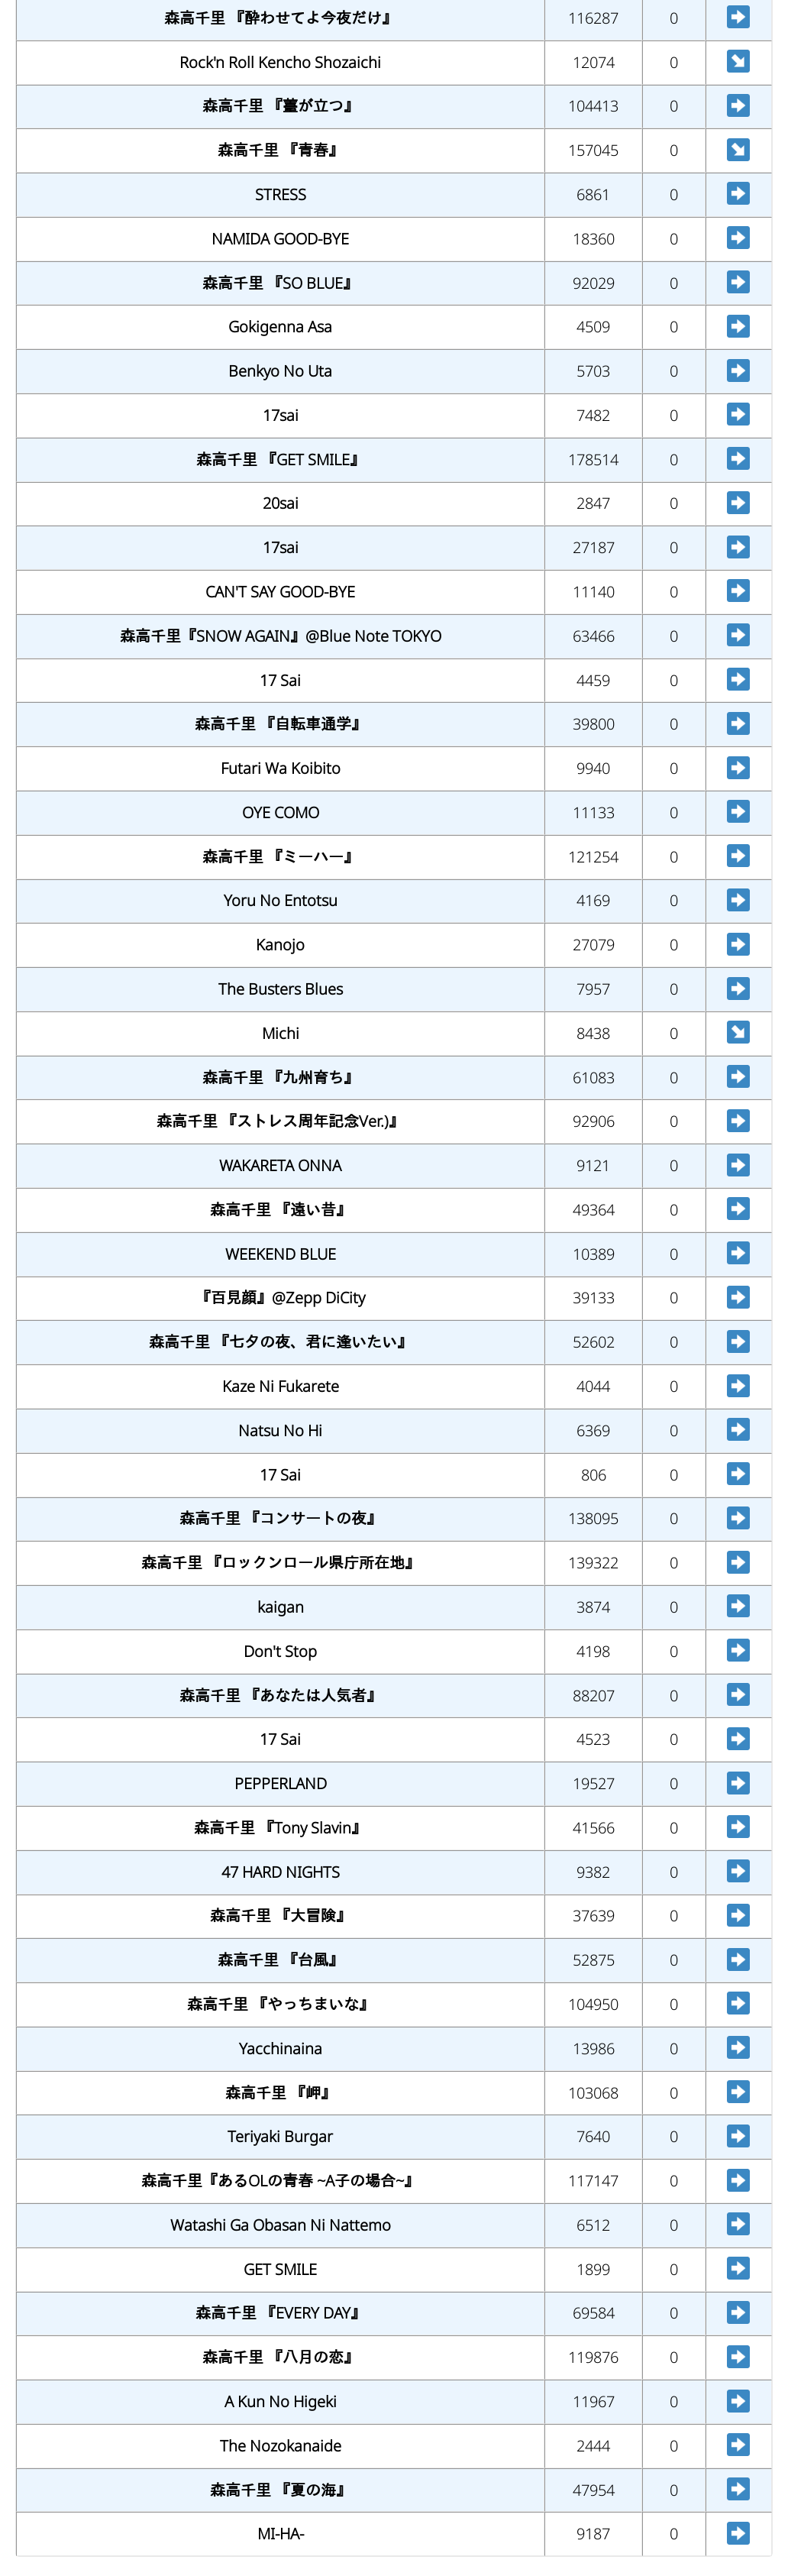 森高千里 『酔わせてよ今夜だけ』 116287 0
Rock'n Roll Kencho Shozaichi 12074 0
森高千里 『薹が立つ』 104413 0
森高千里 『青春』 157045 0
STRESS 6861 0
NAMIDA GOOD-BYE 18360 0
森高千里 『SO BLUE』 92029 0
Gokigenna Asa 4509 0
Benkyo No Uta 5703 0
17sai 7482 0
森高千里 『GET SMILE』 178514 0
20sai 2847 0
17sai 27187 0
CAN'T SAY GOOD-BYE 11140 0
森高千里『SNOW AGAIN』@Blue Note TOKYO 63466 0
17 Sai 4459 0
森高千里 『自転車通学』 39800 0
Futari Wa Koibito 9940 0
OYE COMO 11133 0
森高千里 『ミーハー』 121254 0
Yoru No Entotsu 4169 0
Kanojo 27079 0
The Busters Blues 7957 0
Michi 8438 0
森高千里 『九州育ち』 61083 0
森高千里 『ストレス周年記念Ver.)』 92906 0
WAKARETA ONNA 9121 0
森高千里 『遠い昔』 49364 0
WEEKEND BLUE 10389 0
『百見顔』@Zepp DiCity 39133 0
森高千里 『七夕の夜、君に逢いたい』 52602 0
Kaze Ni Fukarete 4044 0
Natsu No Hi 6369 0
17 Sai 806 0
森高千里 『コンサートの夜』 138095 0
森高千里 『ロックンロール県庁所在地』 139322 0
kaigan 3874 0
Don't Stop 4198 0
森高千里 『あなたは人気者』 88207 0
17 Sai 4523 0
PEPPERLAND 19527 0
森高千里 『Tony Slavin』 41566 0
47 HARD NIGHTS 9382 0
森高千里 『大冒険』 37639 0
森高千里 『台風』 52875 0
森高千里 『やっちまいな』 104950 0
Yacchinaina 13986 0
森高千里 『岬』 103068 0
Teriyaki Burgar 7640 0
森高千里『あるOLの青春 ~A子の場合~』 117147 0
Watashi Ga Obasan Ni Nattemo 6512 0
GET SMILE 1899 0
森高千里 『EVERY DAY』 69584 0
森高千里 『八月の恋』 119876 0
A Kun No Higeki 11967 0
The Nozokanaide 2444 0
森高千里 『夏の海』 47954 0
MI-HA- 9187 0